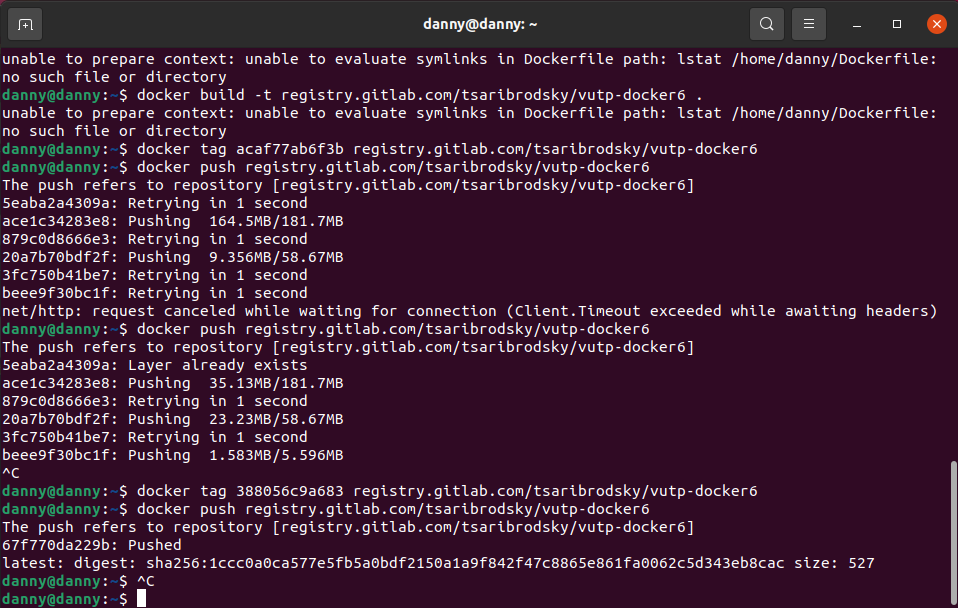 danny@danny: ~
unable to prepare context: unable to evaluate symlinks in Dockerfile path: lstat /home/danny/Dockerfile:
no such file or directory
danny@danny:~$ docker build -t registry.gitlab.com/tsaribrodsky/vutp-docker6 .
unable to prepare context: unable to evaluate symlinks in Dockerfile path: lstat /home/danny/Dockerfile:
no such file or directory
danny@danny:~$ docker tag acaf77ab6f3b registry.gitlab.com/tsaribrodsky/vutp-docker6
danny@danny:~$ docker push registry.gitlab.com/tsaribrodsky/vutp-docker6
The push refers to repository [registry.gitlab.com/tsaribrodsky/vutp-docker6]
5eaba2a4309a: Retrying in 1 second
ace1c34283e8: Pushing  164.5MB/181.7MB
879c0d8666e3: Retrying in 1 second
20a7b70bdf2f: Pushing  9.356MB/58.67MB
3fc750b41be7: Retrying in 1 second
beee9f30bc1f: Retrying in 1 second
net/http: request canceled while waiting for connection (Client.Timeout exceeded while awaiting headers)
danny@danny:~$ docker push registry.gitlab.com/tsaribrodsky/vutp-docker6
The push refers to repository [registry.gitlab.com/tsaribrodsky/vutp-docker6]
5eaba2a4309a: Layer already exists
ace1c34283e8: Pushing  35.13MB/181.7MB
879c0d8666e3: Retrying in 1 second
20a7b70bdf2f: Pushing  23.23MB/58.67MB
3fc750b41be7: Retrying in 1 second
beee9f30bc1f: Pushing  1.583MB/5.596MB
^C
danny@danny:~$ docker tag 388056c9a683 registry.gitlab.com/tsaribrodsky/vutp-docker6
danny@danny:~$ docker push registry.gitlab.com/tsaribrodsky/vutp-docker6
The push refers to repository [registry.gitlab.com/tsaribrodsky/vutp-docker6]
67f770da229b: Pushed
latest: digest: sha256:1ccc0a0ca577e5fb5a0bdf2150a1a9f842f47c8865e861fa0062c5d343eb8cac size: 527
danny@danny:~$ ^C
danny@danny:~$